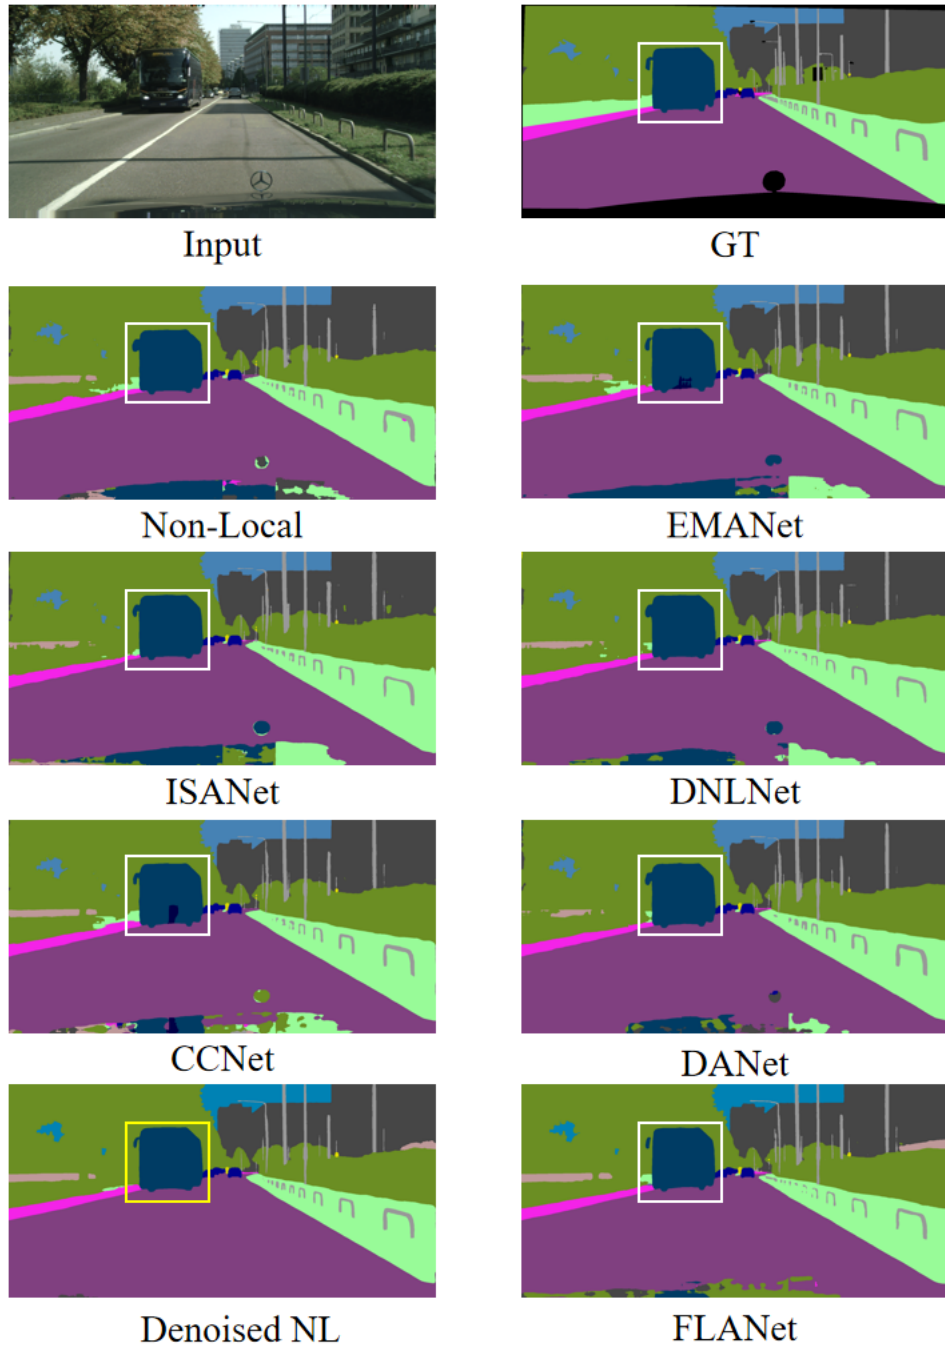 Input
GT
Non-Local
EMANet
ISANet
DNLNet
CCNet
DANet
Denoised NL
FLANet